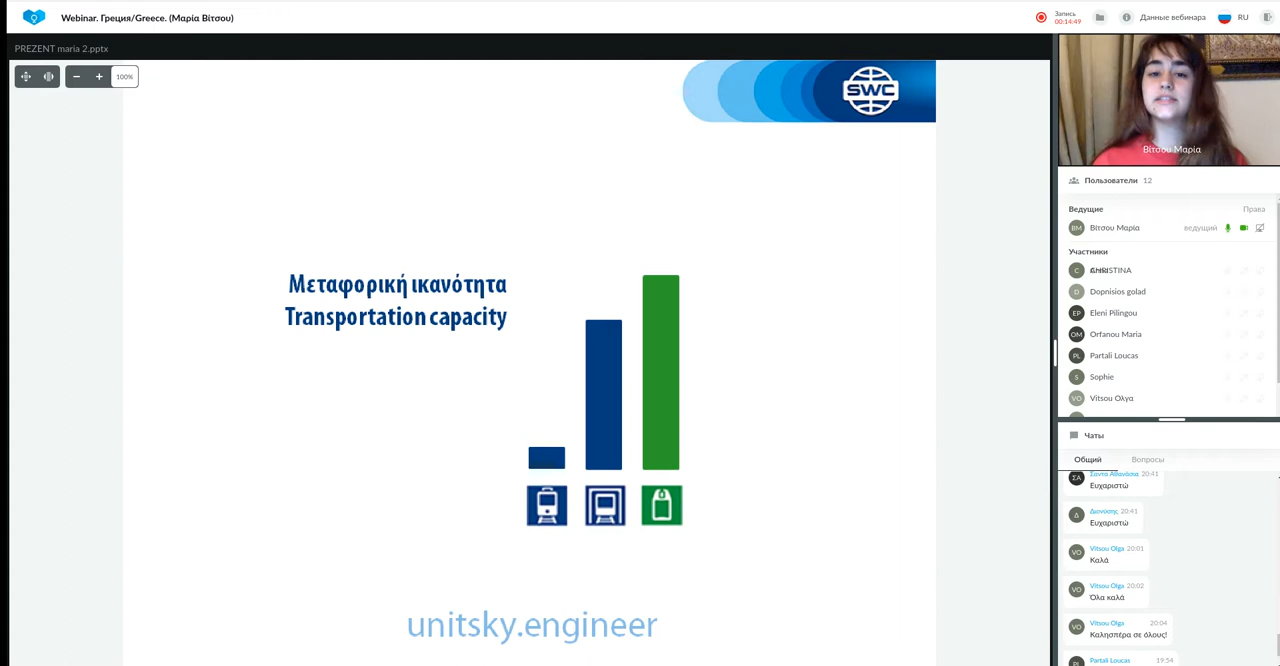 Webinar. Греция/Greece. (Μαρία Βίτσου)
Запись
00:14:49
Данные вебинара
RU
PREZENT maria 2.pptx
100%
SWC
Μεταφορική ικανότητα
Transportation capacity
unitsky.engineer
Βίτσου Μαρία
Пользователи 12
Ведущие
Права
ΒΜ Βίτσου Μαρία ведущий
Участники
C
D Dopnisios golad
EP Eleni Pilingou
OM Orfanou Maria
PL Partali Loucas
S Sophie
VO Vitsou Ολγα
Чаты
Общий
Вопросы
ΣΑ Σαντα Αθανάσια 20:41
Ευχαριστώ
Δ Διονύσης 20:41
Ευχαριστώ
VO Vitsou Olga 20:01
Καλά
VO Vitsou Olga 20:02
Όλα καλά
VO Vitsou Olga 20:04
Καλησπέρα σε όλους!
PL Partali Loucas 19:54